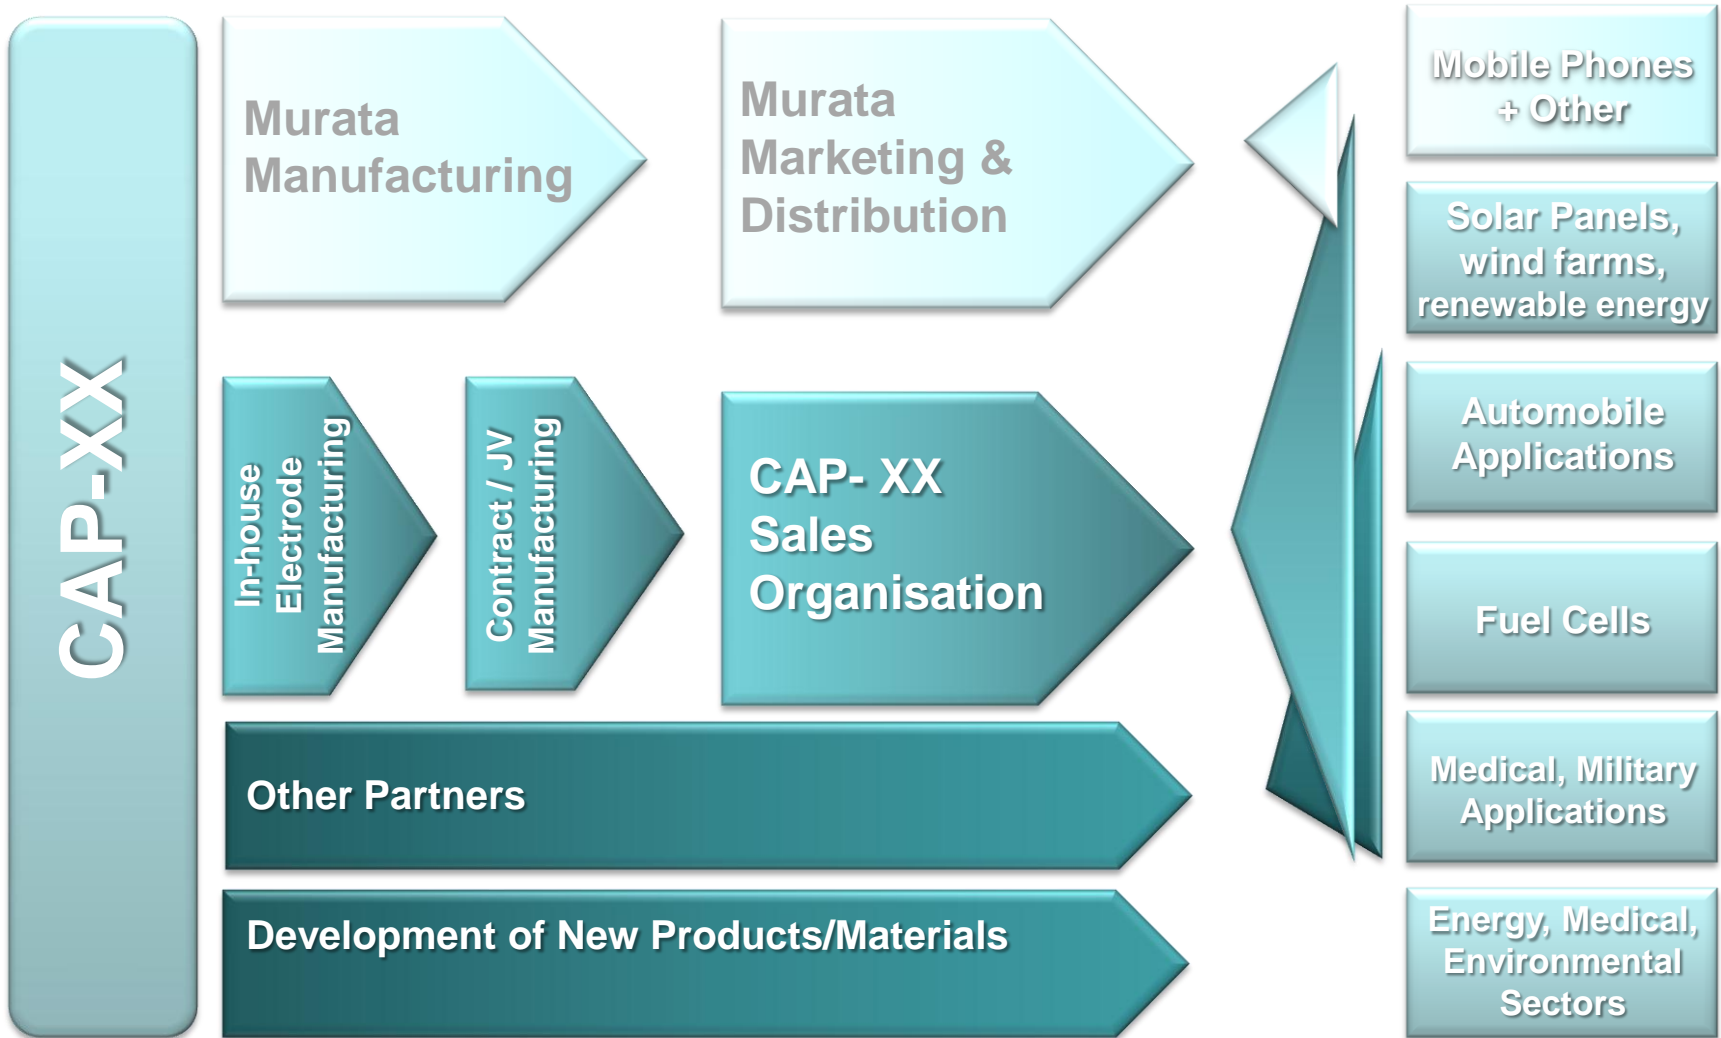 CAP-XX
Murata
Manufacturing
Murata
Marketing &
Distribution
In-house
Electrode
Manufacturing
Contract / JV
Manufacturing
CAP- XX
Sales
Organisation
Other Partners
Development of New Products/Materials
Mobile Phones
+ Other
Solar Panels,
wind farms,
renewable energy
Automobile
Applications
Fuel Cells
Medical, Military
Applications
Energy, Medical,
Environmental
Sectors